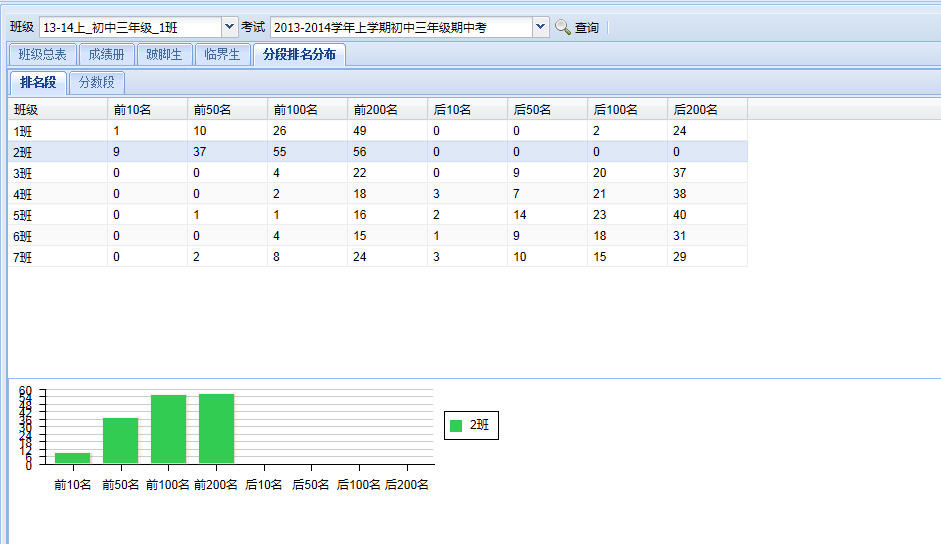 班级 13-14上_初中三年级_1班 考试 2013-2014学年上学期初中三年级期中考 查询
班级总表 成绩册 跛脚生 临界生 分段排名分布
排名段 分数段
班级 前10名 前50名 前100名 前200名 后10名 后50名 后100名 后200名
1班 1 10 26 49 0 0 2 24
2班 9 37 55 56 0 0 0 0
3班 0 0 4 22 0 9 20 37
4班 0 0 2 18 3 7 21 38
5班 0 1 1 16 2 14 23 40
6班 0 0 4 15 1 9 18 31
7班 0 2 8 24 3 10 15 29
60
54
48
42
36
30
24
18
12
6
0
2班
前10名 前50名 前100名 前200名 后10名 后50名 后100名 后200名